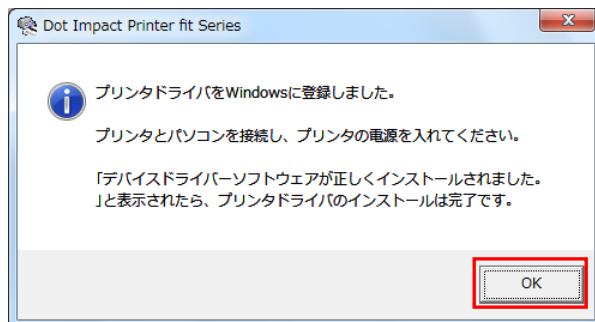 Dot Impact Printer fit Series
プリンタドライバをWindowsに登録しました。
プリンタとパソコンを接続し、プリンタの電源を入れてください。
「デバイスドライバーソフトウェアが正しくインストールされました。
」と表示されたら、プリンタドライバのインストールは完了です。
OK